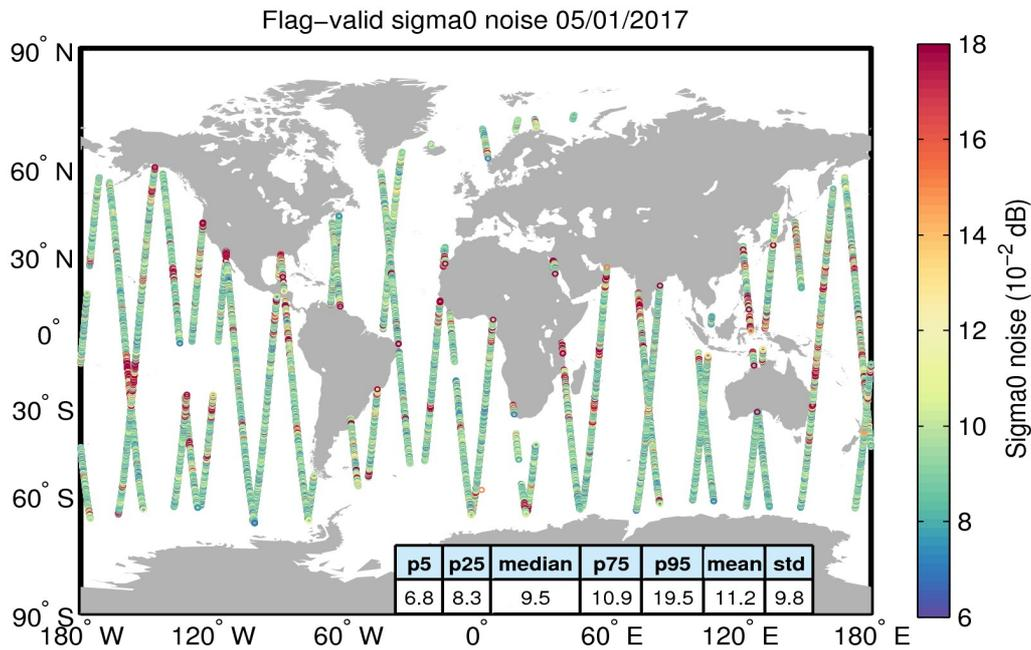 Flag−valid sigma0 noise 05/01/2017
90° N
60° N
30° N
0°
30° S
60° S
90° S
180° W
120° W
60° W
0°
60° E
120° E
180° E
p5 p25 median p75 p95 mean std
6.8 8.3 9.5 10.9 19.5 11.2 9.8
18
16
14
12
10
8
6
Sigma0 noise (10⁻² dB)